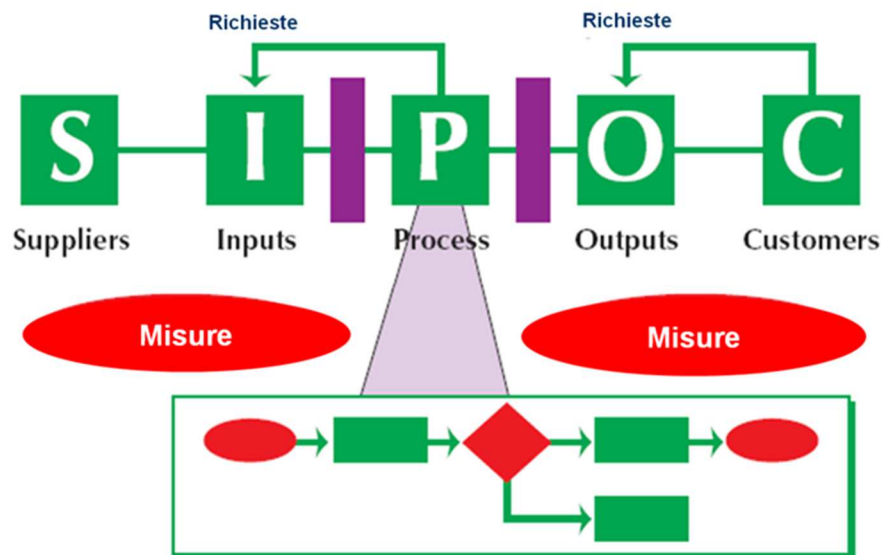 Richieste Richieste
S I P O C
Suppliers Inputs Process Outputs Customers
Misure Misure